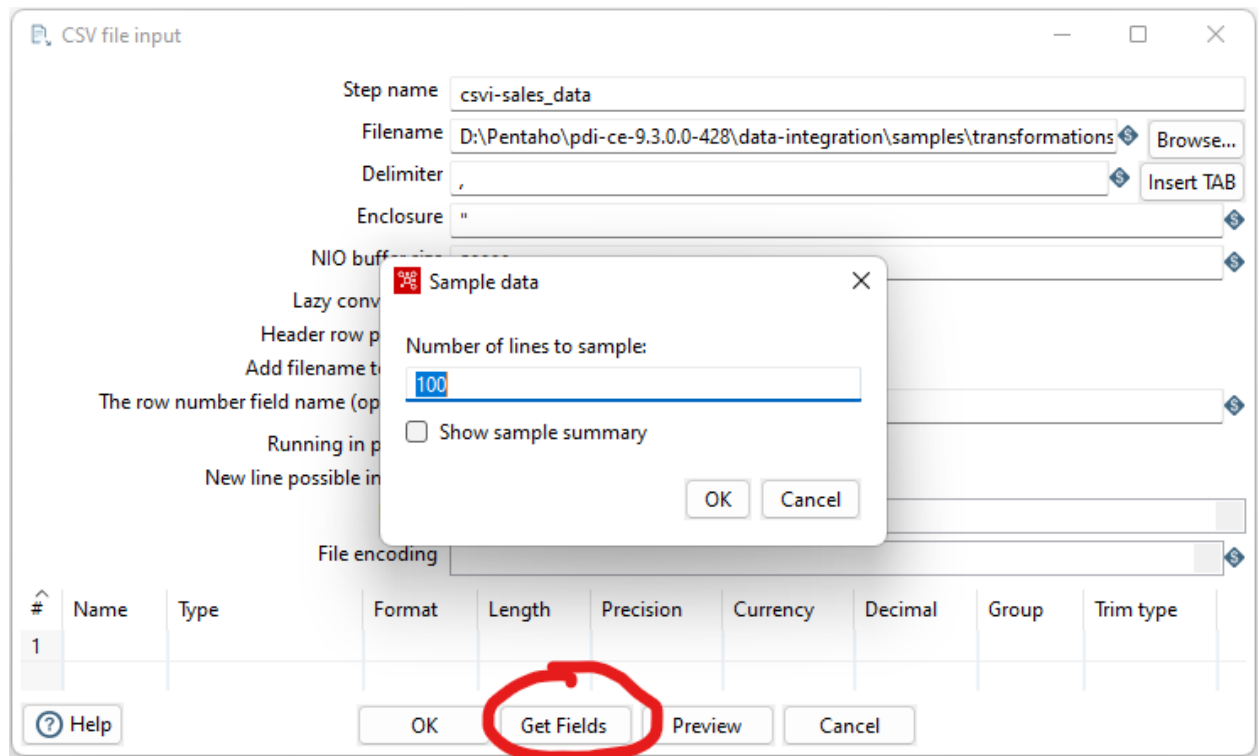 CSV file input
Step name csvi-sales_data
Filename D:\Pentaho\pdi-ce-9.3.0.0-428\data-integration\samples\transformations Browse...
Delimiter , Insert TAB
Enclosure "
NIO buffer size
Lazy conv
Header row p
Add filename t
The row number field name (op
Running in p
New line possible in
File encoding
Sample data
Number of lines to sample:
100
Show sample summary
OK Cancel
# Name Type Format Length Precision Currency Decimal Group Trim type
1
Help OK Get Fields Preview Cancel